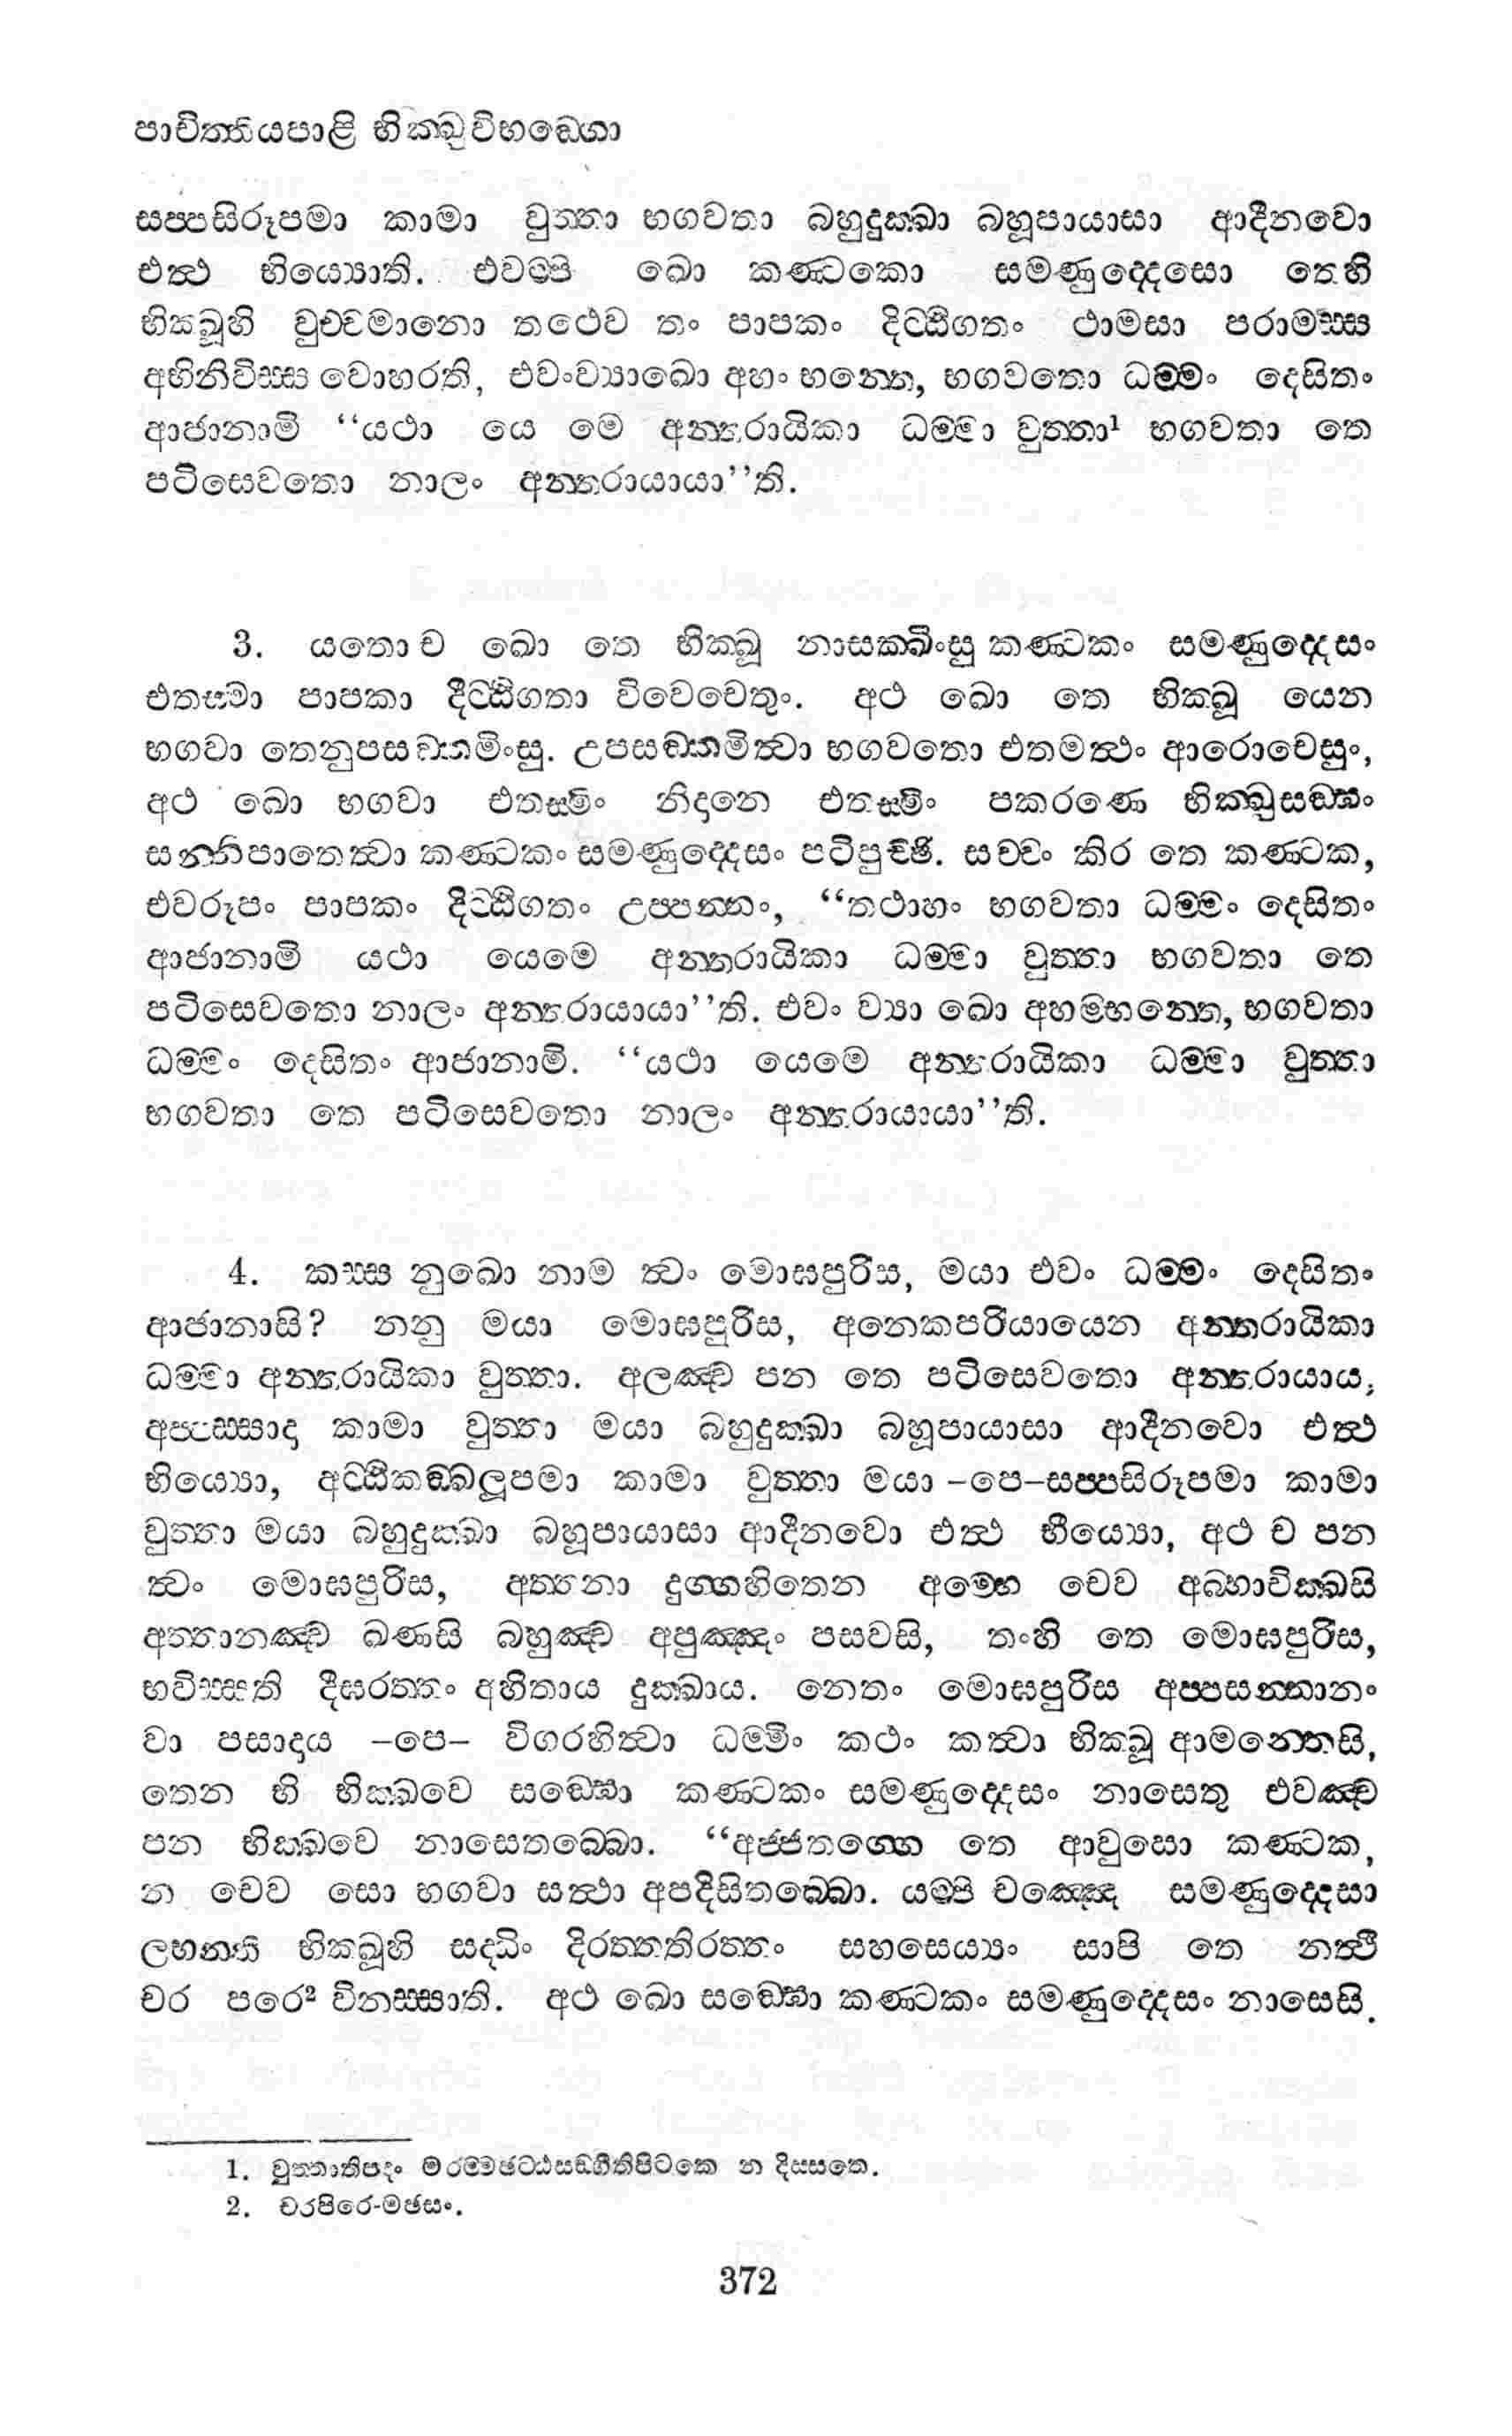 පාචිත්තියපාළි භික්ඛුවිභඞ්ගො
සප්පසිරූපමා කාමා වුත්තා භගවතා බහුදුක්ඛා බහූපායාසා ආදීනවො
එත්ථ භියේ‍යාති. එවම්පි ඛො කණ්ටකො සමණුද්දෙසො තෙහි
භික්ඛූහි වුච්චමානො තථෙව තං පාපකං දිට්ඨිගතං ථාමසා පරාමස්ස
අභිනිවිස්ස වොහරති, එවංව්‍යාඛො අහං භන්තෙ, භගවතො ධම්මං දෙසිතං
ආජානාමි “යථා යෙ මෙ අන්තරායිකා ධම්මා වුත්තා¹ භගවතා තෙ
පටිසෙවතො නාලං අන්තරායායා’’ති.
3. යතො ච ඛො තෙ භික්ඛූ නාසක්ඛිංසු කණ්ටකං සමණුද්දෙසං
එතස්මා පාපකා දිට්ඨිගතා විවෙචෙතුං. අථ ඛො තෙ භික්ඛූ යෙන
භගවා තෙනුපසඞ්කමිංසු. උපසඞ්කමිත්‍වා භගවතො එතමත්ථං ආරොචෙසුං,
අථ ඛො භගවා එතස්මිං නිදානෙ එතස්මිං පකරණෙ භික්ඛුසඞ්ඝං
සන්නිපාතෙත්‍වා කණ්ටකං සමණුද්දෙසං පටිපුච්ඡි. සච්චං කිර තෙ කණ්ටක,
එවරූපං පාපකං දිට්ඨිගතං උප්පන්නං, “තථාහං භගවතා ධම්මං දෙසිතං
ආජානාමි යථා යෙමෙ අන්තරායිකා ධම්මා වුත්තා භගවතා තෙ
පටිසෙවතො නාලං අන්තරායායා’’ති. එවං ව්‍යා ඛො අහම්භන්තෙ, භගවතා
ධම්මං දෙසිතං ආජානාමි. “යථා යෙමෙ අන්තරායිකා ධම්මා වුත්තා
භගවතා තෙ පටිසෙවතො නාලං අන්තරායායා’’ති.
4. කස්ස නුඛො නාම ත්‍වං මොඝපුරිස, මයා එවං ධම්මං දෙසිතං
ආජානාසි? නනු මයා මොඝපුරිස, අනෙකපරියායෙන අන්තරායිකා
ධම්මා අන්තරායිකා වුත්තා. අලඤ්ච පන තෙ පටිසෙවතො අන්තරායාය,
අප්පස්සාදා කාමා වුත්තා මයා බහුදුක්ඛා බහූපායාසා ආදීනවො එත්ථ
භියේ‍යා, අට්ඨිකඞ්ඛලූපමා කාමා වුත්තා මයා –පෙ–සප්පසිරූපමා කාමා
වුත්තා මයා බහුදුක්ඛා බහූපායාසා ආදීනවො එත්ථ භීයේ‍යා, අථ ච පන
ත්‍වං මොඝපුරිස, අත්තනා දුග්ගහිතෙන අම්හෙ චෙව අබ්භාචික්ඛසි
අත්තානඤ්ච ඛණසි බහුඤ්ච අපුඤ්ඤං පසවසි, තංහි තෙ මොඝපුරිස,
භවිස්සති දීඝරත්තං අහිතාය දුක්ඛාය. නෙතං මොඝපුරිස අප්පසන්නානං
වා පසාදාය –පෙ– විගරහිත්‍වා ධම්මිං කථං කත්‍වා භික්ඛූ ආමන්තෙසි,
තෙන හි භික්ඛවෙ සඞ්ඝො කණ්ටකං සමණුද්දෙසං නාසෙතු එවඤ්ච
පන භික්ඛවෙ නාසෙතබ්බො. “අජ්ජතග්ගෙ තෙ ආවුසො කණ්ටක,
න චෙව සො භගවා සත්ථා අපදිසිතබ්බො. යම්පි චඤ්ඤෙ සමණුද්දෙසා
ලභන්ති භික්ඛූහි සද්ධිං දිරත්තතිරත්තං සහසෙය්‍යං සාපි තෙ නත්ථි
චර පරෙ² විනස්සාති. අථ ඛො සඞ්ඝො කණ්ටකං සමණුද්දෙසං නාසෙසි.
1. වුත්තාතිපදං මරම්මඡට්ඨසඞ්ගීතිපිටකෙ න දිස්සතෙ.
2. චරපිරෙ-මඡසං.
372